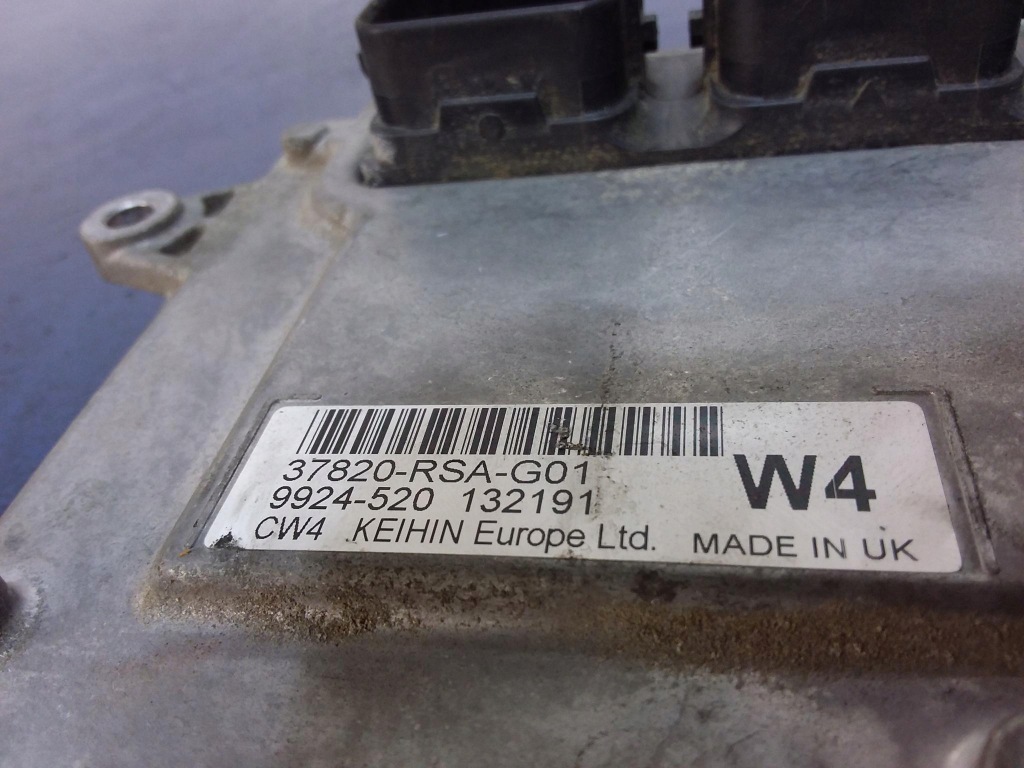 37820-RSA-G01
9924-520 132191
W4
CW4 KEIHIN Europe Ltd. MADE IN UK